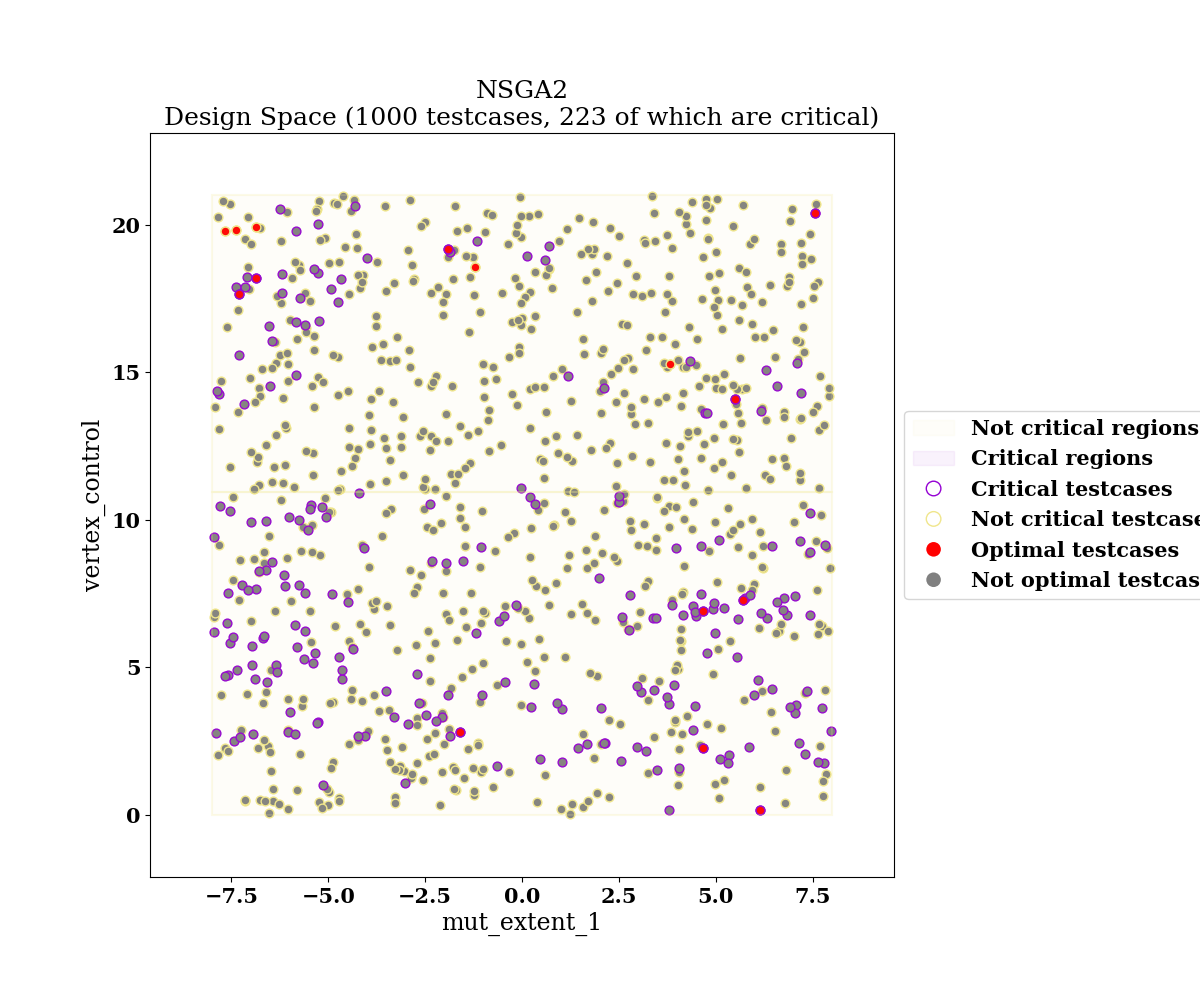 NSGA2
Design Space (1000 testcases, 223 of which are critical)
20
15
10
5
0
vertex_control
−7.5
−5.0
−2.5
0.0
2.5
5.0
7.5
mut_extent_1
Not critical regions
Critical regions
Critical testcases
Not critical testcase
Optimal testcases
Not optimal testcas